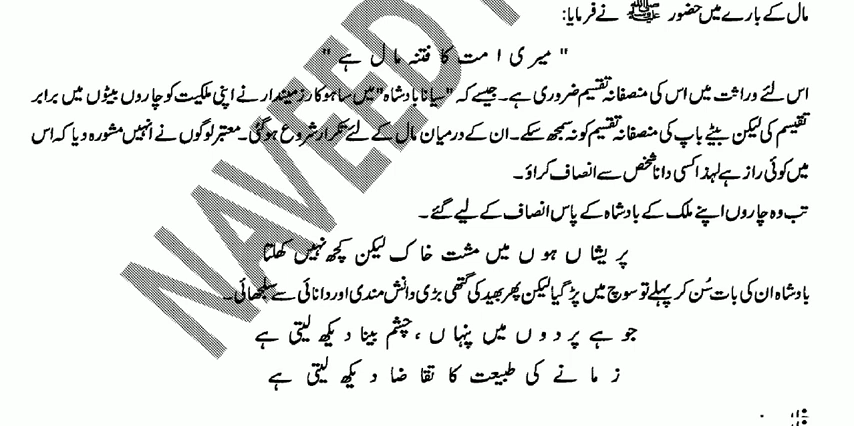 مال کے بارے میں حضور ﷺ نے فرمایا:
"میری امت کا فتنہ مال ہے"
اس لئے وراثت میں اس کی منصفانہ تقسیم ضروری ہے۔ جیسے کہ "سیانا بادشاہ" میں ساہوکار زمیندار نے اپنی ملکیت کو چاروں بیٹوں میں برابر
تقیسم کی لیکن بیٹے باپ کی منصفانہ تقسیم کو نہ سمجھ سکے۔ ان کے درمیان مال کے لئے تکرار شروع ہوگئی۔ معتبر لوگوں نے انہیں مشورہ دیا کہ اس
میں کوئی راز ہے لہذا کسی دانا شخص سے انصاف کراؤ۔
تب وہ چاروں اپنے ملک کے بادشاہ کے پاس انصاف کے لیے گئے۔
پریشاں ہوں میں مشت خاک لیکن کچھ نہیں کھلتا
بادشاہ ان کی بات سُن کر پہلے تو سوچ میں پڑ گیا لیکن پھر بھید کی گتھی بڑی دانش مندی اور دانائی سے سلجھائی۔
جو ہے پردوں میں پنہاں، چشم بینا دیکھ لیتی ہے
زمانے کی طبیعت کا تقاضا دیکھ لیتی ہے
NAVEED